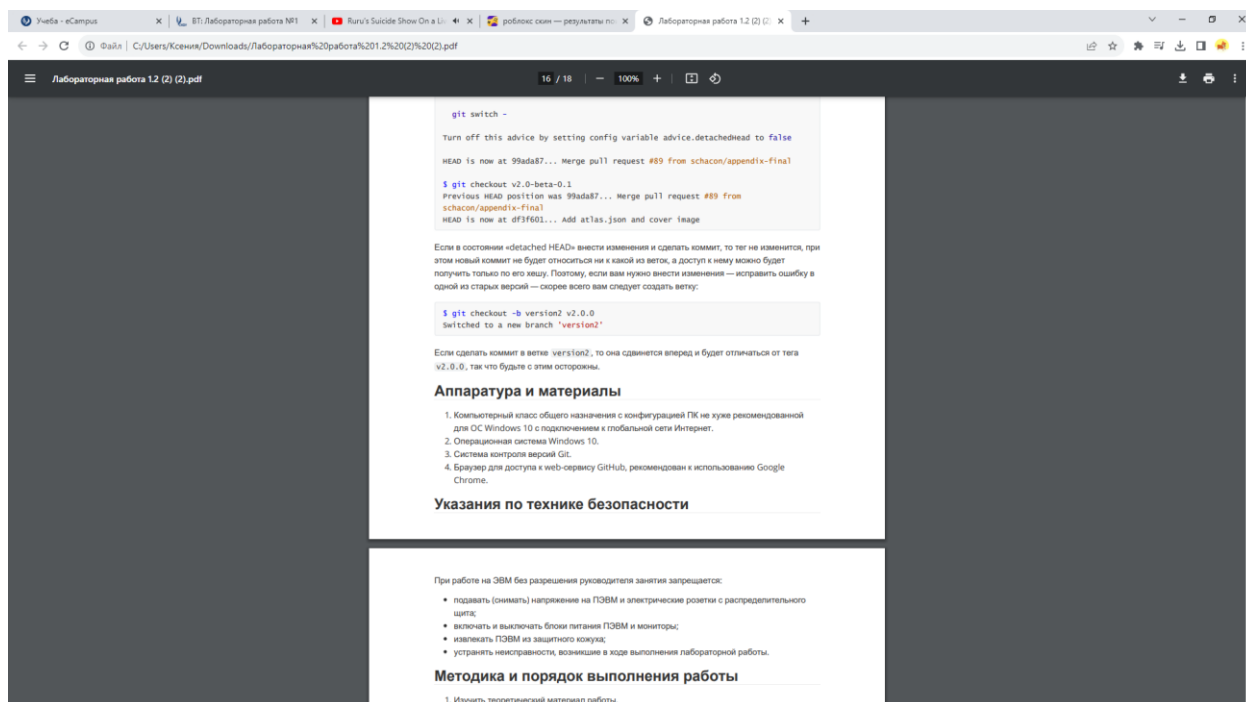 Учеба - eCampus
ВТ: Лабораторная работа №1
Ruru's Suicide Show On a Li
роблокс скин — результаты по
Лабораторная работа 1.2 (2) (2).
Файл | C:/Users/Ксения/Downloads/Лабораторная%20работа%201.2%20(2)%20(2).pdf
Лабораторная работа 1.2 (2) (2).pdf
16 / 18
100%
git switch -
Turn off this advice by setting config variable advice.detachedHead to false
HEAD is now at 99ada87... Merge pull request #89 from schacon/appendix-final
$ git checkout v2.0-beta-0.1
Previous HEAD position was 99ada87... Merge pull request #89 from
schacon/appendix-final
HEAD is now at df3f601... Add atlas.json and cover image
Если в состоянии «detached HEAD» внести изменения и сделать коммит, то тег не изменится, при
этом новый коммит не будет относиться ни к какой из веток, а доступ к нему можно будет
получить только по его хешу. Поэтому, если вам нужно внести изменения — исправить ошибку в
одной из старых версий — скорее всего вам следует создать ветку:
$ git checkout -b version2 v2.0.0
Switched to a new branch 'version2'
Если сделать коммит в ветке version2, то она сдвинется вперед и будет отличаться от тега
v2.0.0, так что будьте с этим осторожны.
Аппаратура и материалы
1. Компьютерный класс общего назначения с конфигурацией ПК не хуже рекомендованной
для ОС Windows 10 с подключением к глобальной сети Интернет.
2. Операционная система Windows 10.
3. Система контроля версий Git.
4. Браузер для доступа к web-сервису GitHub, рекомендован к использованию Google
Chrome.
Указания по технике безопасности
При работе на ЭВМ без разрешения руководителя занятия запрещается:
• подавать (снимать) напряжение на ПЭВМ и электрические розетки с распределительного
щита;
• включать и выключать блоки питания ПЭВМ и мониторы;
• извлекать ПЭВМ из защитного кожуха;
• устранять неисправности, возникшие в ходе выполнения лабораторной работы.
Методика и порядок выполнения работы
1. Изучить теоретический материал работы.